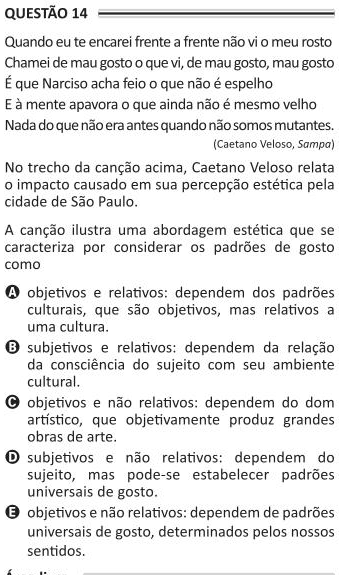 QUESTÃO 14
Quando eu te encarei frente a frente não vi o meu rosto
Chamei de mau gosto o que vi, de mau gosto, mau gosto
É que Narciso acha feio o que não é espelho
E à mente apavora o que ainda não é mesmo velho
Nada do que não era antes quando não somos mutantes.
(Caetano Veloso, Sampa)
No trecho da canção acima, Caetano Veloso relata
o impacto causado em sua percepção estética pela
cidade de São Paulo.
A canção ilustra uma abordagem estética que se
caracteriza por considerar os padrões de gosto
como
A objetivos e relativos: dependem dos padrões
culturais, que são objetivos, mas relativos a
uma cultura.
B subjetivos e relativos: dependem da relação
da consciência do sujeito com seu ambiente
cultural.
C objetivos e não relativos: dependem do dom
artístico, que objetivamente produz grandes
obras de arte.
D subjetivos e não relativos: dependem do
sujeito, mas pode-se estabelecer padrões
universais de gosto.
E objetivos e não relativos: dependem de padrões
universais de gosto, determinados pelos nossos
sentidos.